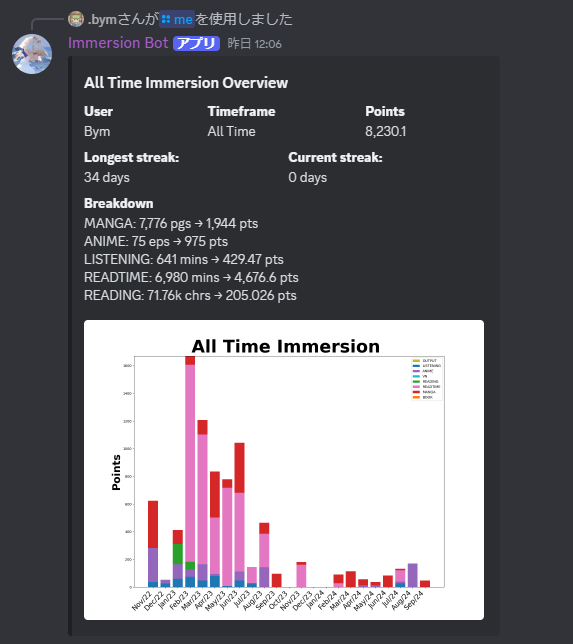 .bymさんが me を使用しました
Immersion Bot アプリ 昨日 12:06
All Time Immersion Overview
User Timeframe Points
Bym All Time 8,230.1
Longest streak: Current streak:
34 days 0 days
Breakdown
MANGA: 7,776 pgs → 1,944 pts
ANIME: 75 eps → 975 pts
LISTENING: 641 mins → 429.47 pts
READTIME: 6,980 mins → 4,676.6 pts
READING: 71.76k chrs → 205.026 pts
All Time Immersion
OUTPUT
LISTENING
ANIME
VN
READING
READTIME
MANGA
BOOK
Points
1600
1400
1200
1000
800
600
400
200
0
Nov/22 Dec/22 Jan/23 Feb/23 Mar/23 Apr/23 May/23 Jun/23 Jul/23 Aug/23 Sep/23 Oct/23 Nov/23 Dec/23 Jan/24 Feb/24 Mar/24 Apr/24 May/24 Jun/24 Jul/24 Aug/24 Sep/24